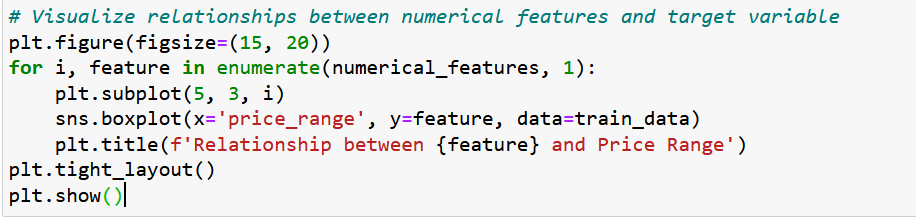 # Visualize relationships between numerical features and target variable
plt.figure(figsize=(15, 20))
for i, feature in enumerate(numerical_features, 1):
    plt.subplot(5, 3, i)
    sns.boxplot(x='price_range', y=feature, data=train_data)
    plt.title(f'Relationship between {feature} and Price Range')
plt.tight_layout()
plt.show()